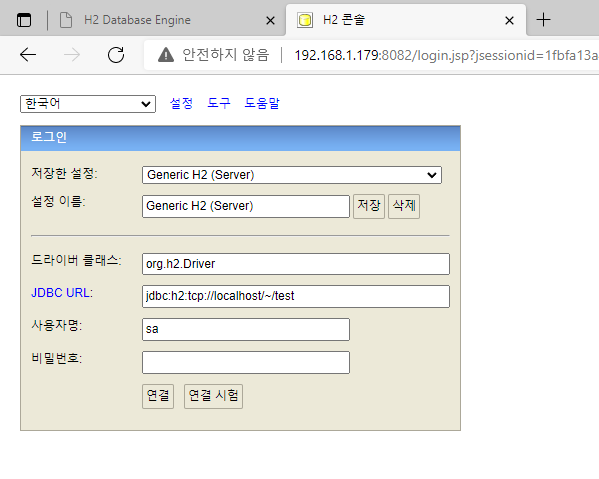 H2 Database Engine
H2 콘솔
안전하지 않음 192.168.1.179:8082/login.jsp?jsessionid=1fbfa13a
한국어 설정 도구 도움말
로그인
저장한 설정: Generic H2 (Server)
설정 이름: Generic H2 (Server) 저장 삭제
드라이버 클래스: org.h2.Driver
JDBC URL: jdbc:h2:tcp://localhost/~/test
사용자명: sa
비밀번호:
연결 연결 시험